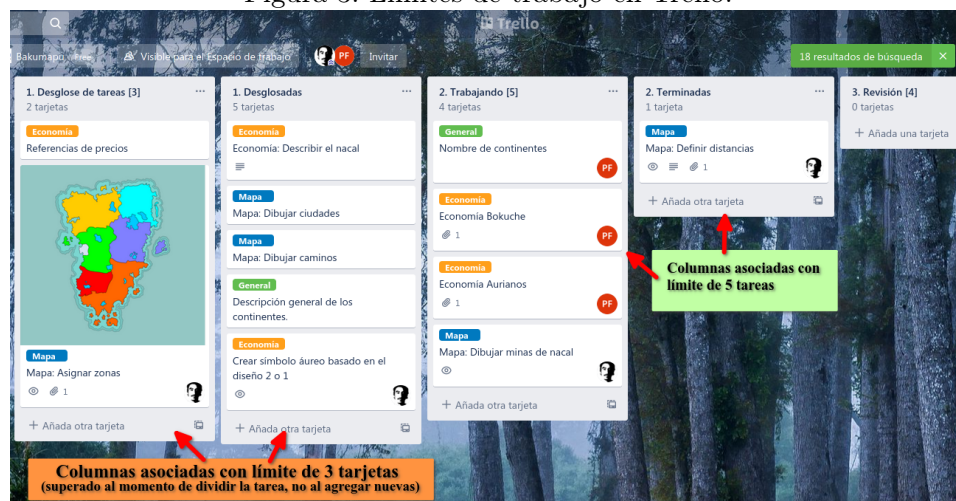 Figura 3: Límites de trabajo en Trello.
Trello
Bakumapu
Free
Visible para el Espacio de trabajo
PF
Invitar
18 resultados de búsqueda
1. Desglose de tareas [3]
2 tarjetas
Economía
Referencias de precios
Mapa
Mapa: Asignar zonas
1
+ Añada otra tarjeta
1. Desglosadas
5 tarjetas
Economía
Economía: Describir el nacal
Mapa
Mapa: Dibujar ciudades
Mapa
Mapa: Dibujar caminos
General
Descripción general de los
continentes.
Economía
Crear símbolo áureo basado en el
diseño 2 o 1
+ Añada otra tarjeta
2. Trabajando [5]
4 tarjetas
General
Nombre de continentes
PF
Economía
Economía Bokuche
1
PF
Economía
Economía Aurianos
1
PF
Mapa
Mapa: Dibujar minas de nacal
+ Añada otra tarjeta
2. Terminadas
1 tarjeta
Mapa
Mapa: Definir distancias
1
+ Añada otra tarjeta
3. Revisión [4]
0 tarjetas
+ Añada una tarjeta
Columnas asociadas con
límite de 5 tareas
Columnas asociadas con límite de 3 tarjetas
(superado al momento de dividir la tarea, no al agregar nuevas)